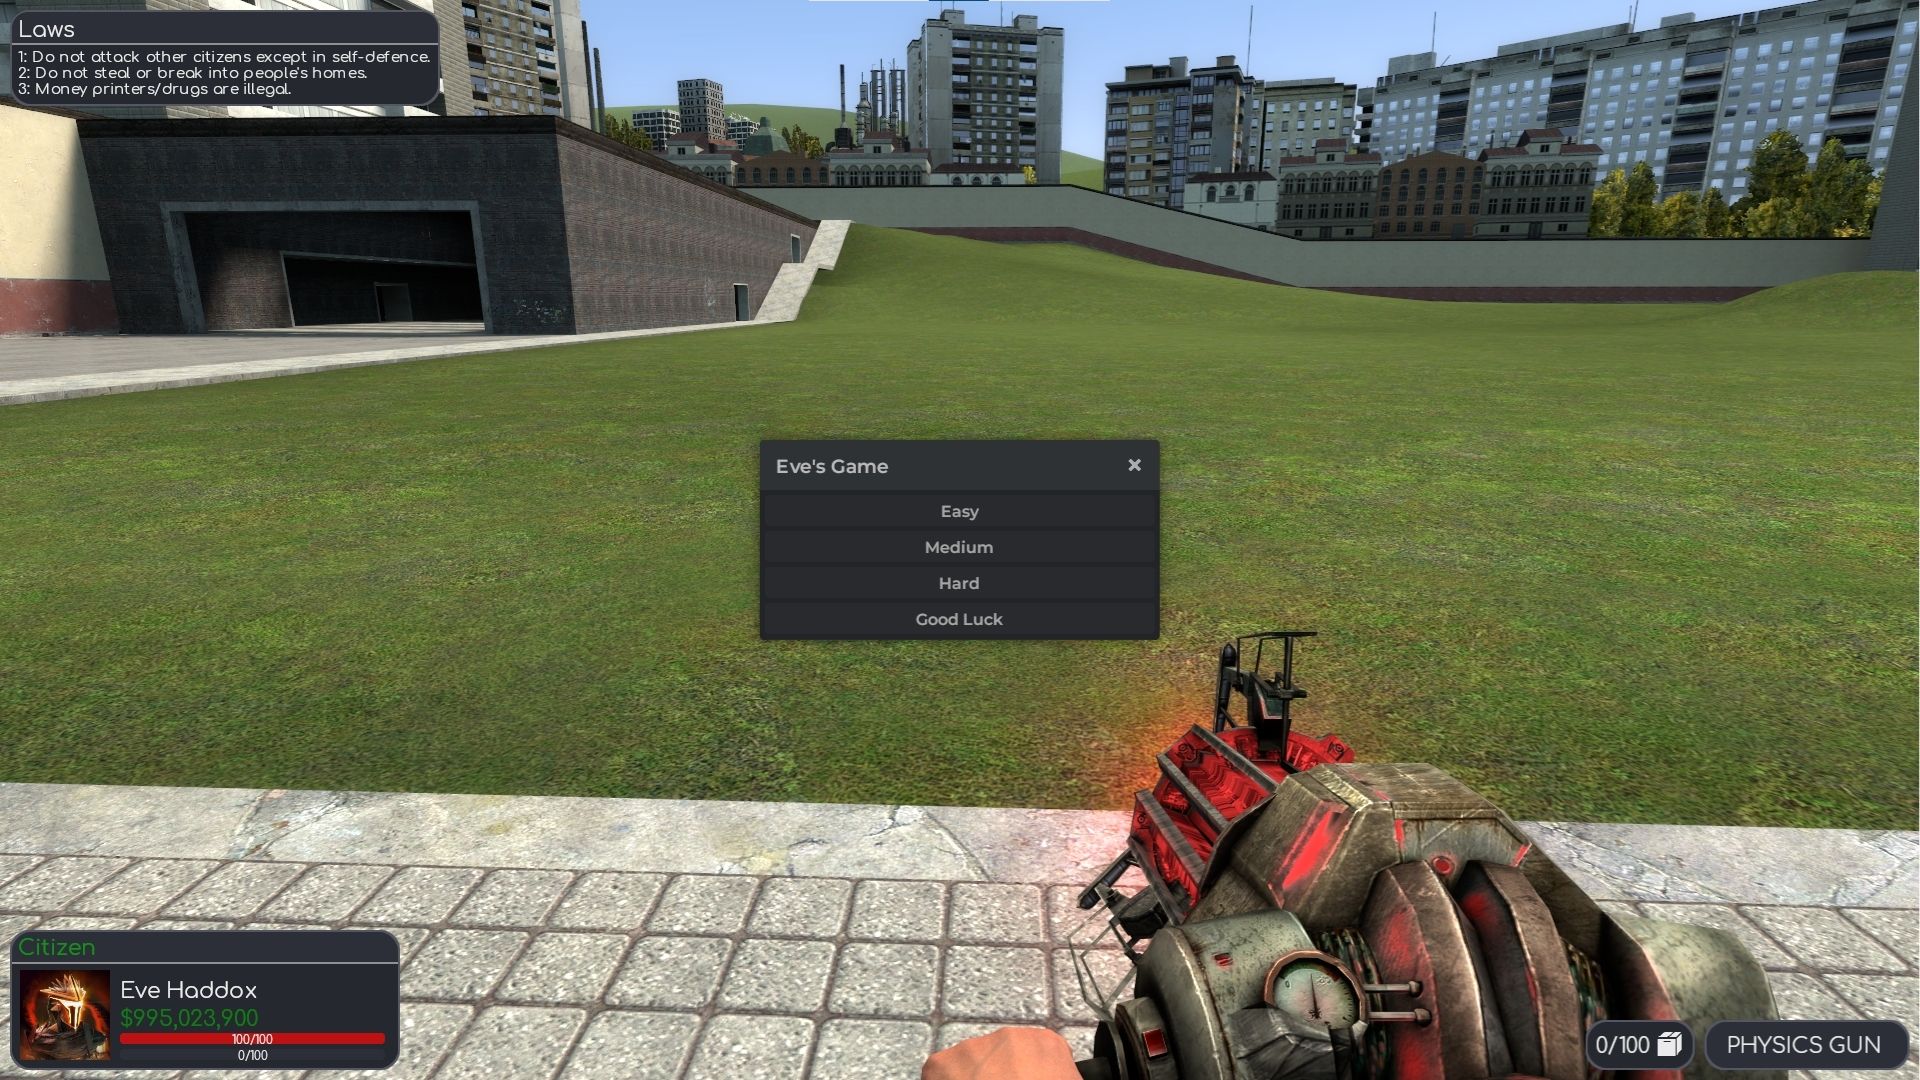 Laws
1: Do not attack other citizens except in self-defence.
2: Do not steal or break into people's homes.
3: Money printers/drugs are illegal.
Eve's Game
Easy
Medium
Hard
Good Luck
Citizen
Eve Haddox
$995,023,900
100/100
0/100
0/100
PHYSICS GUN